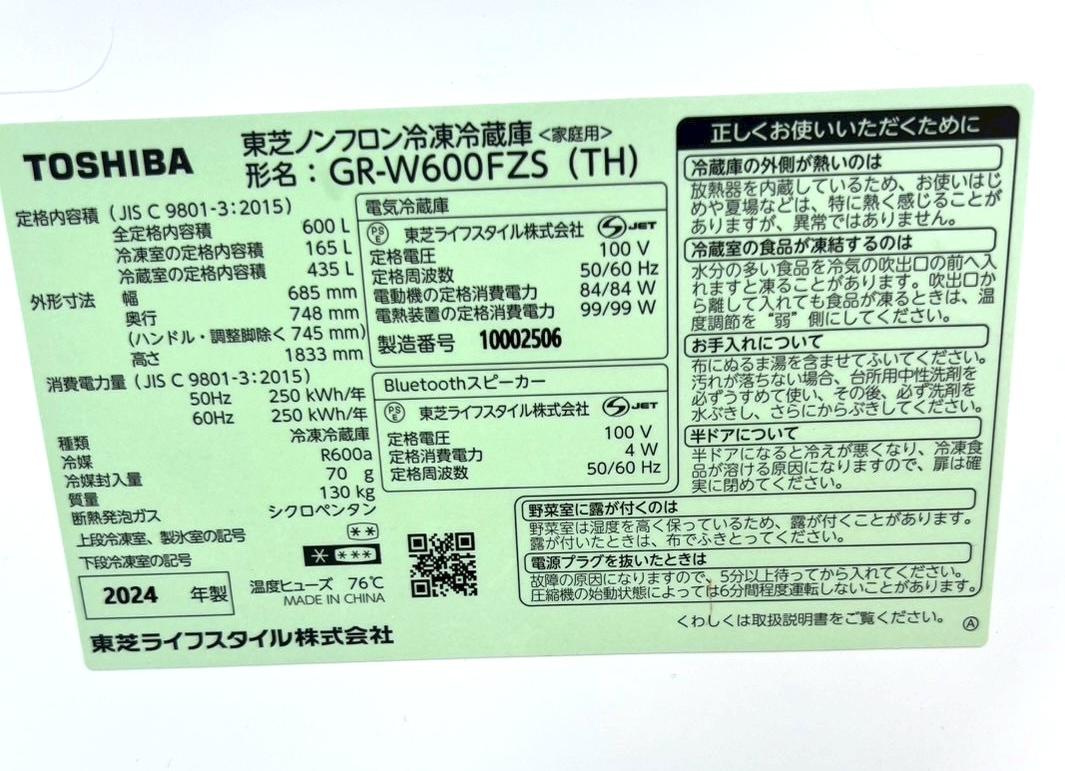 TOSHIBA
東芝ノンフロン冷凍冷蔵庫<家庭用>
形名：GR-W600FZS (TH)
定格内容積 (JIS C 9801-3:2015)
全定格内容積 600 L
冷凍室の定格内容積 165 L
冷蔵室の定格内容積 435 L
外形寸法 幅 685 mm
奥行 748 mm
(ハンドル・調整脚除く 745 mm)
高さ 1833 mm
消費電力量 (JIS C 9801-3:2015)
50Hz 250 kWh/年
60Hz 250 kWh/年
種類 冷凍冷蔵庫
冷媒 R600a
冷媒封入量 70 g
質量 130 kg
断熱発泡ガス シクロペンタン
上段冷凍室、製氷室の記号 **
下段冷凍室の記号 * ***
2024 年製
温度ヒューズ 76℃
MADE IN CHINA
東芝ライフスタイル株式会社
電気冷蔵庫
PSE 東芝ライフスタイル株式会社 JET
定格電圧 100 V
定格周波数 50/60 Hz
電動機の定格消費電力 84/84 W
電熱装置の定格消費電力 99/99 W
製造番号 10002506
Bluetoothスピーカー
PSE 東芝ライフスタイル株式会社 JET
定格電圧 100 V
定格消費電力 4 W
定格周波数 50/60 Hz
正しくお使いいただくために
冷蔵庫の外側が熱いのは
放熱器を内蔵しているため、お使いはじ
めや夏場などは、特に熱く感じることが
ありますが、異常ではありません。
冷蔵室の食品が凍結するのは
水分の多い食品を冷気の吹出口の前へ入
れますと凍ることがあります。吹出口か
ら離して入れても食品が凍るときは、温
度調節を“弱”側にしてください。
お手入れについて
布にぬるま湯を含ませてふいてください。
汚れが落ちない場合、台所用中性洗剤を
必ずうすめて使い、その後、必ず洗剤を
水ぶきし、さらにからぶきしてください。
半ドアについて
半ドアになると冷えが悪くなり、冷凍食
品が溶ける原因になりますので、扉は確
実に閉めてください。
野菜室に露が付くのは
野菜室は湿度を高く保っているため、露が付くことがあります。
露が付いたときは、布でふきとってください。
電源プラグを抜いたときは
故障の原因になりますので、5分以上待ってから入れてください。
圧縮機の始動状態によっては6分間程度運転しないことがあります。
くわしくは取扱説明書をご覧ください。 Ⓐ